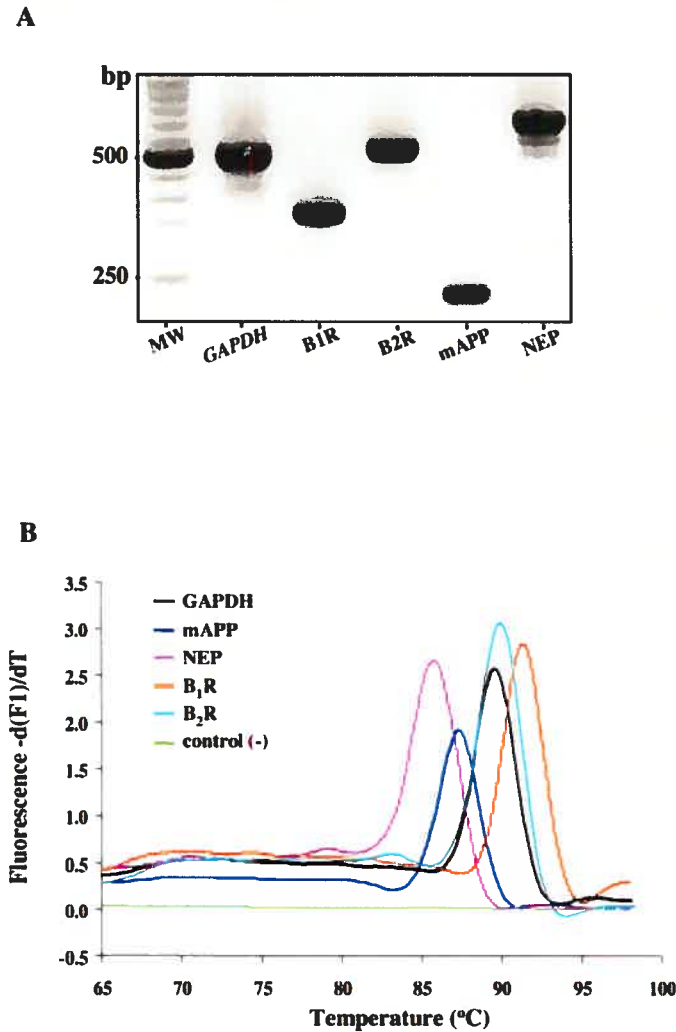 A
bp
500
250
MW GAPDH B1R B2R mAPP NEP
B
Fluorescence -d(F1)/dT
3.5
3.0
2.5
2.0
1.5
1.0
0.5
0.0
-0.5
GAPDH
mAPP
NEP
B₁R
B₂R
control (-)
65 70 75 80 85 90 95 100
Temperature (ºC)